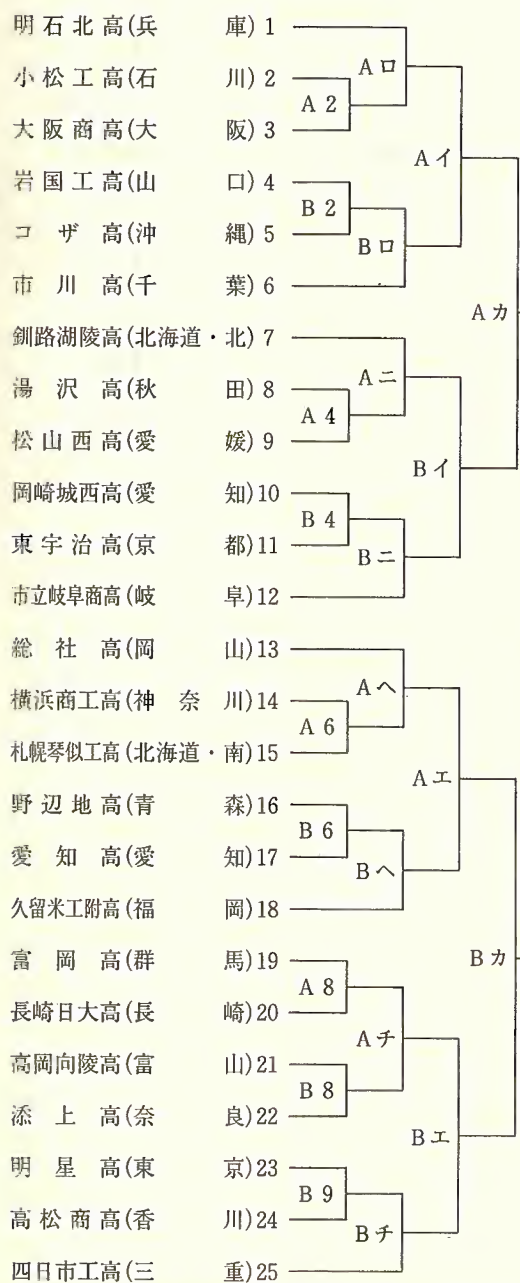 明石北高(兵庫) 1
小松工高(石川) 2
大阪商高(大阪) 3
岩国工高(山口) 4
コザ高(沖縄) 5
市川高(千葉) 6
釧路湖陵高(北海道・北) 7
湯沢高(秋田) 8
松山西高(愛媛) 9
岡崎城西高(愛知)10
東宇治高(京都)11
市立岐阜商高(岐阜)12
総社高(岡山)13
横浜商工高(神奈川)14
札幌琴似工高(北海道・南)15
野辺地高(青森)16
愛知高(愛知)17
久留米工附高(福岡)18
富岡高(群馬)19
長崎日大高(長崎)20
高岡向陵高(富山)21
添上高(奈良)22
明星高(東京)23
高松商高(香川)24
四日市工高(三重)25
A 2
B 2
A 4
B 4
A 6
B 6
A 8
B 8
B 9
Aロ
Bロ
Aニ
Bニ
Aヘ
Bヘ
Aチ
Bチ
Aイ
Bイ
Aエ
Bエ
Aカ
Bカ